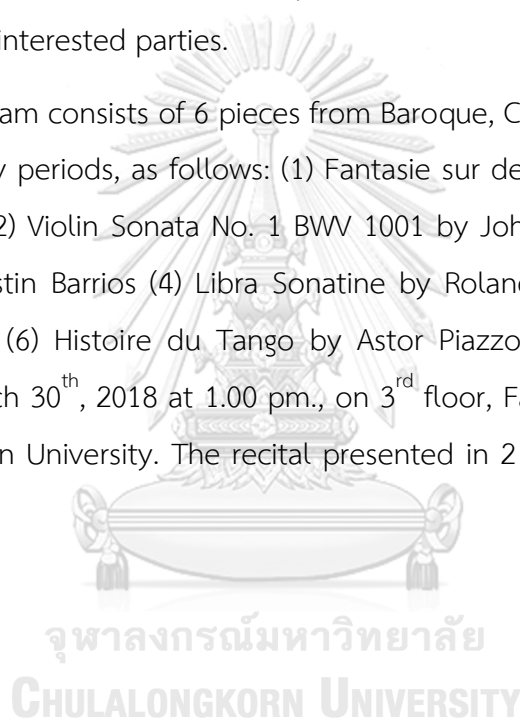 interested parties.
am consists of 6 pieces from Baroque, C
periods, as follows: (1) Fantasie sur de
2) Violin Sonata No. 1 BWV 1001 by Joh
stin Barrios (4) Libra Sonatine by Rolan
(6) Histoire du Tango by Astor Piazzo
ch 30th, 2018 at 1.00 pm., on 3rd floor, Fa
n University. The recital presented in 2
จุฬาลงกรณ์มหาวิทยาลัย
CHULALONGKORN UNIVERSITY